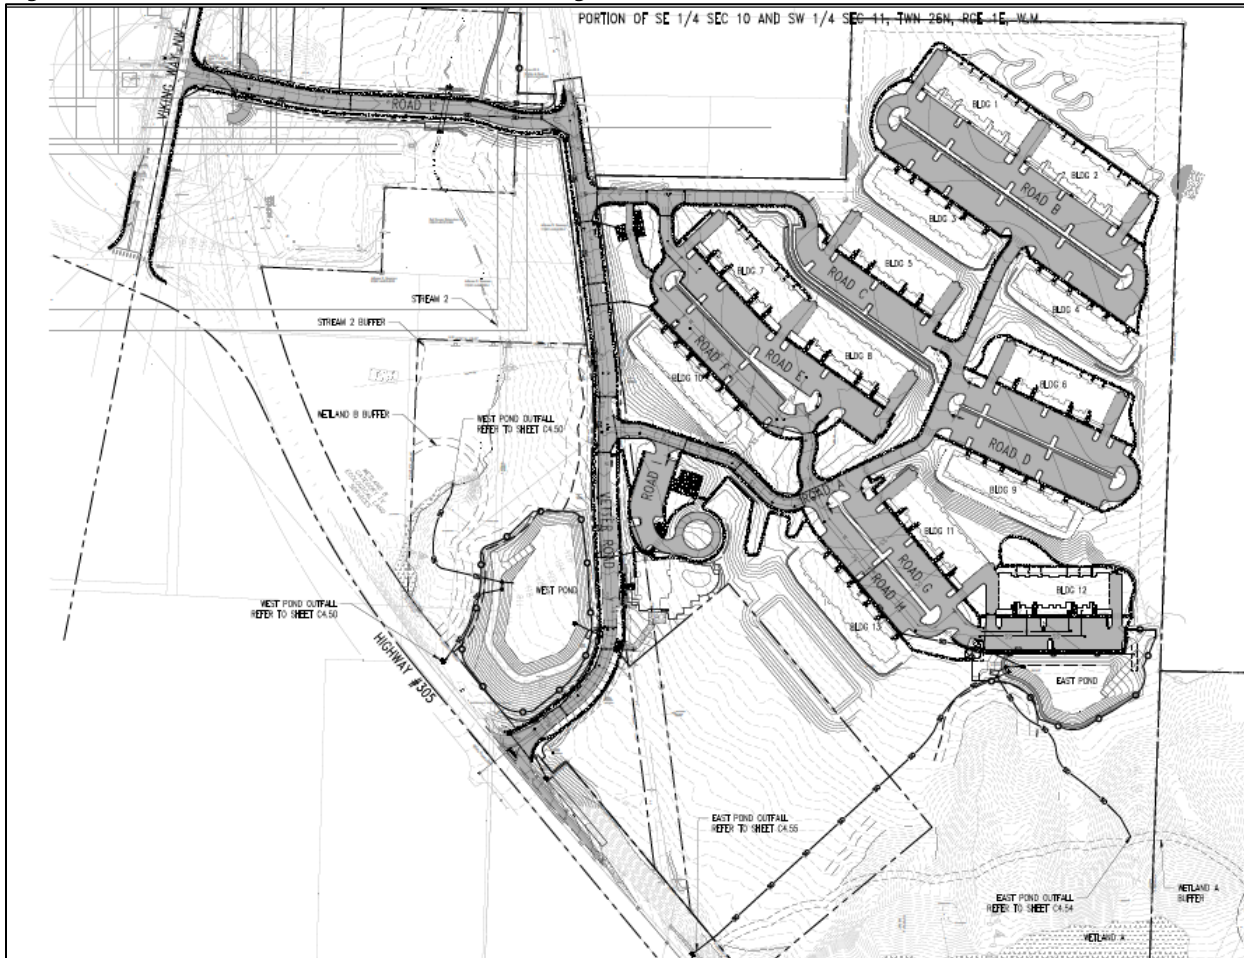 PORTION OF SE 1/4 SEC 10 AND SW 1/4 SEC 11, TWN 26N, RGE 1E, W.M.
VIKING WAY NW
ROAD L
BLDG 1
BLDG 2
ROAD B
BLDG 3
BLDG 4
BLDG 5
ROAD C
BLDG 7
BLDG 8
ROAD E
ROAD F
BLDG 10
BLDG 6
ROAD D
BLDG 9
STREAM 2
STREAM 2 BUFFER
WETLAND B BUFFER
WEST POND OUTFALL
REFER TO SHEET C4.50
ROAD I
VETTER ROAD
ROAD A
BLDG 11
ROAD G
ROAD H
BLDG 12
BLDG 13
WEST POND
WEST POND OUTFALL
REFER TO SHEET C4.50
HIGHWAY #305
EAST POND
EAST POND OUTFALL
REFER TO SHEET C4.55
EAST POND OUTFALL
REFER TO SHEET C4.54
WETLAND A
BUFFER
WETLAND A